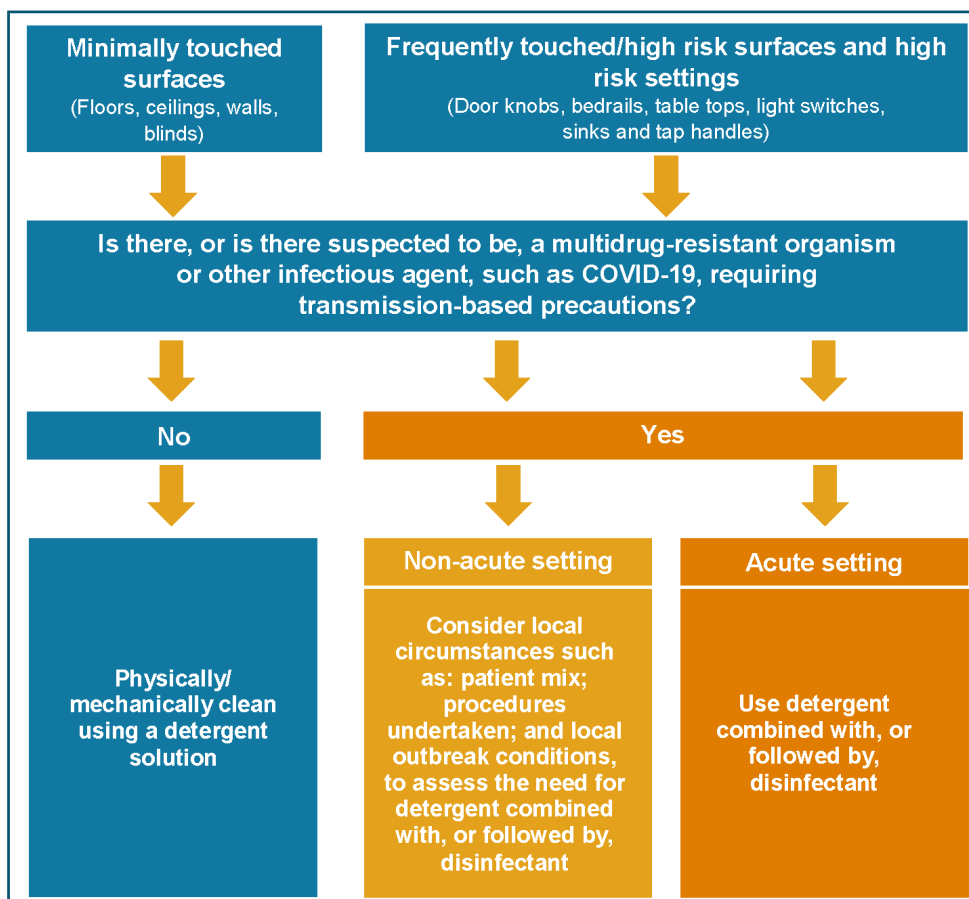 Minimally touched
surfaces
(Floors, ceilings, walls,
blinds)
Frequently touched/high risk surfaces and high
risk settings
(Door knobs, bedrails, table tops, light switches,
sinks and tap handles)
Is there, or is there suspected to be, a multidrug-resistant organism
or other infectious agent, such as COVID-19, requiring
transmission-based precautions?
No
Yes
Physically/
mechanically clean
using a detergent
solution
Non-acute setting
Consider local
circumstances such
as: patient mix;
procedures
undertaken; and local
outbreak conditions,
to assess the need for
detergent combined
with, or followed by,
disinfectant
Acute setting
Use detergent
combined with, or
followed by,
disinfectant